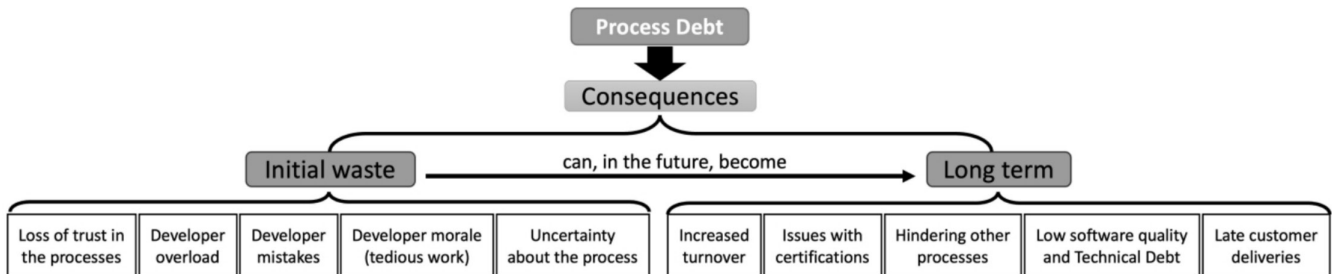 Process Debt
Consequences
Initial waste
can, in the future, become
Long term
Loss of trust in
the processes
Developer
overload
Developer
mistakes
Developer morale
(tedious work)
Uncertainty
about the process
Increased
turnover
Issues with
certifications
Hindering other
processes
Low software quality
and Technical Debt
Late customer
deliveries